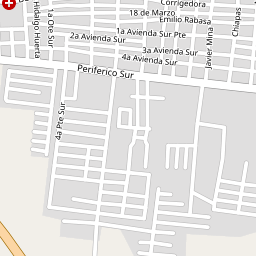 Corrigedora
18 de Marzo
Emilio Rabasa
Chiapas
Hidalgo
Huerta
1a Ote Sur
1a Avienda Sur Pte
2a Avienda Sur
3a Avienda Sur
4a Avienda Sur
Javier Mina
Periferico Sur
4a Pte Sur